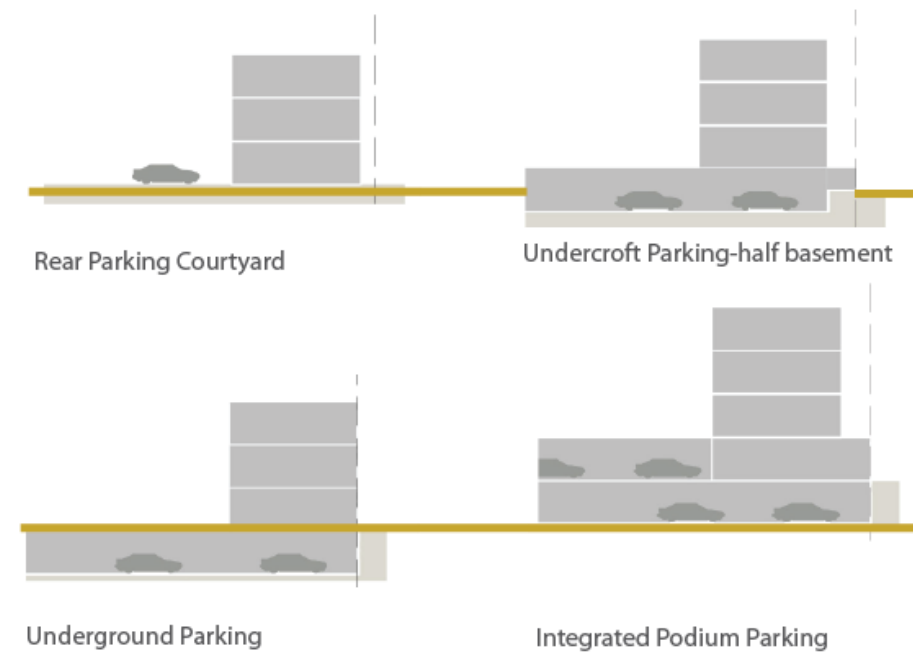 Rear Parking Courtyard
Undercroft Parking-half basement
Underground Parking
Integrated Podium Parking